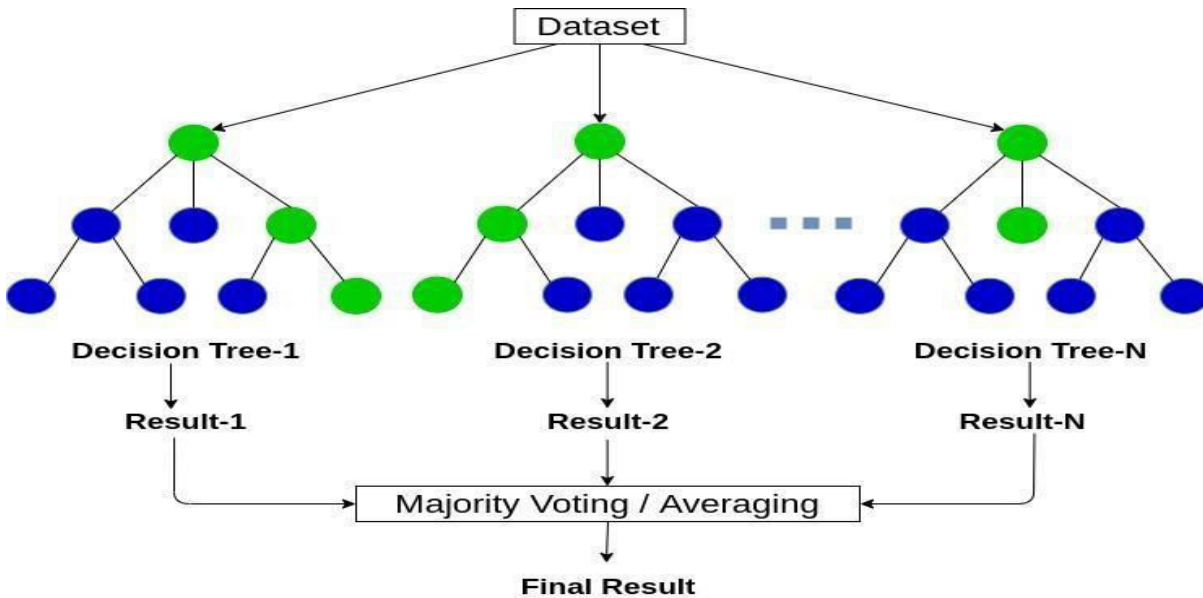 Dataset
Decision Tree-1
Decision Tree-2
Decision Tree-N
Result-1
Result-2
Result-N
Majority Voting / Averaging
Final Result